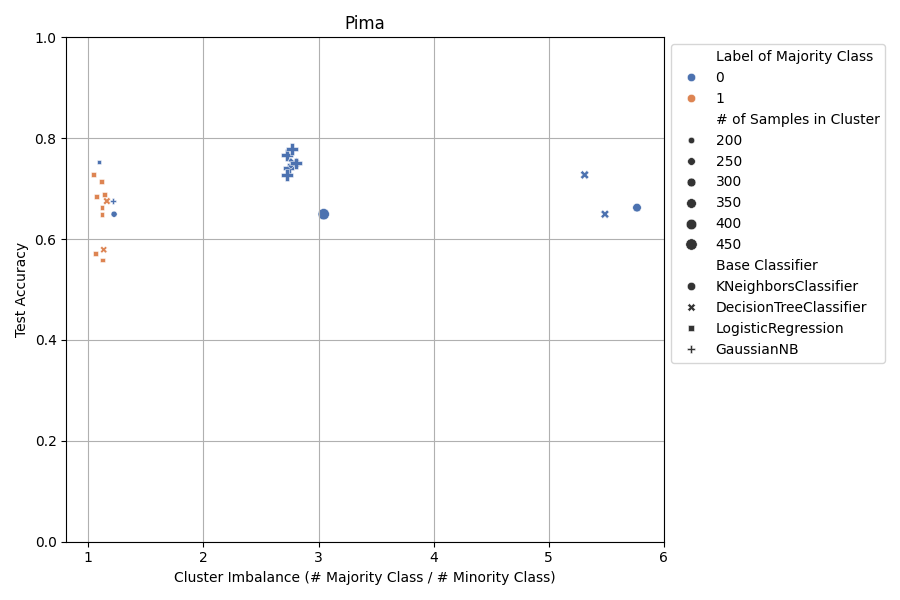 Pima
1.0
0.8
0.6
0.4
0.2
0.0
Test Accuracy
1 2 3 4 5 6
Cluster Imbalance (# Majority Class / # Minority Class)
Label of Majority Class
0
1
# of Samples in Cluster
200
250
300
350
400
450
Base Classifier
KNeighborsClassifier
DecisionTreeClassifier
LogisticRegression
GaussianNB